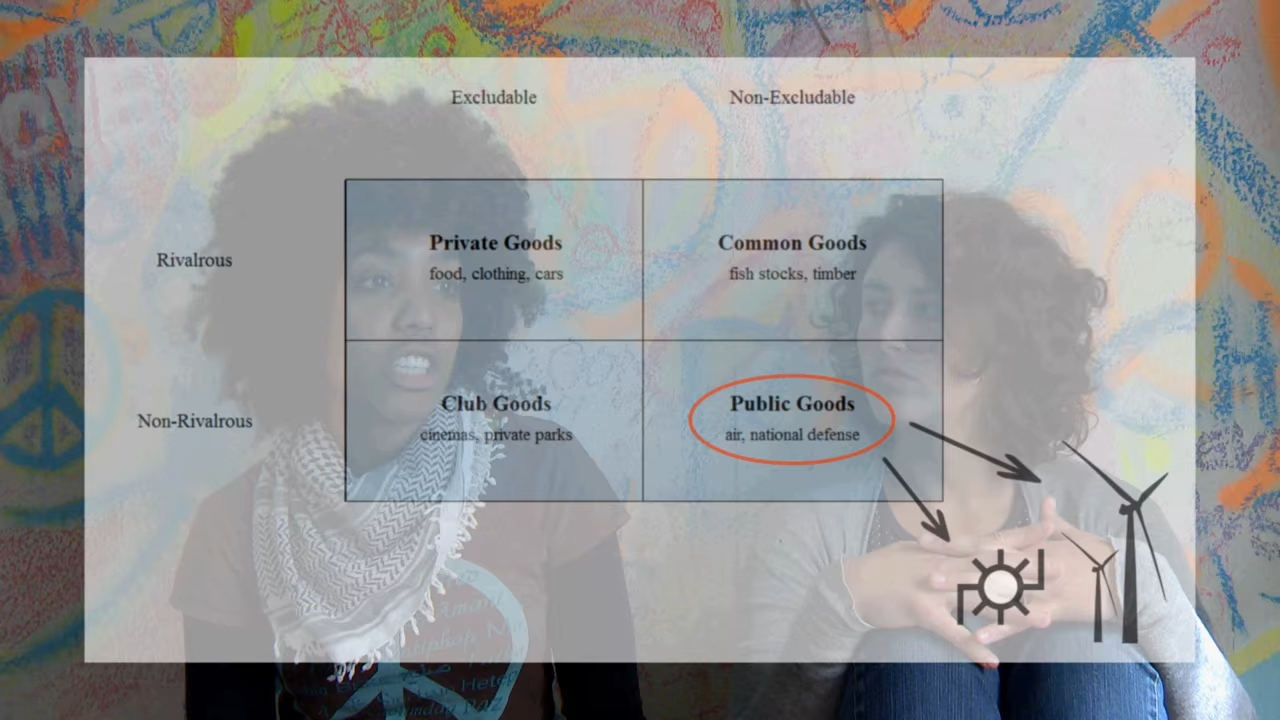 Excludable
Non-Excludable
Rivalrous
Private Goods
food, clothing, cars
Common Goods
fish stocks, timber
Non-Rivalrous
Club Goods
cinemas, private parks
Public Goods
air, national defense